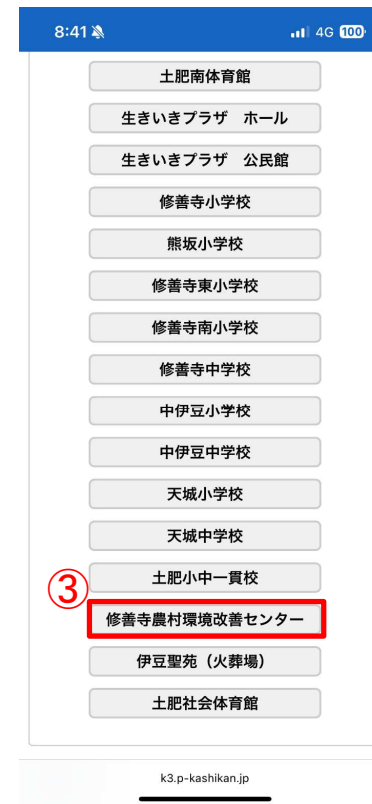 8:41
4G 100
土肥南体育館
生きいきプラザ　ホール
生きいきプラザ　公民館
修善寺小学校
熊坂小学校
修善寺東小学校
修善寺南小学校
修善寺中学校
中伊豆小学校
中伊豆中学校
天城小学校
天城中学校
土肥小中一貫校
③
修善寺農村環境改善センター
伊豆聖苑（火葬場）
土肥社会体育館
k3.p-kashikan.jp